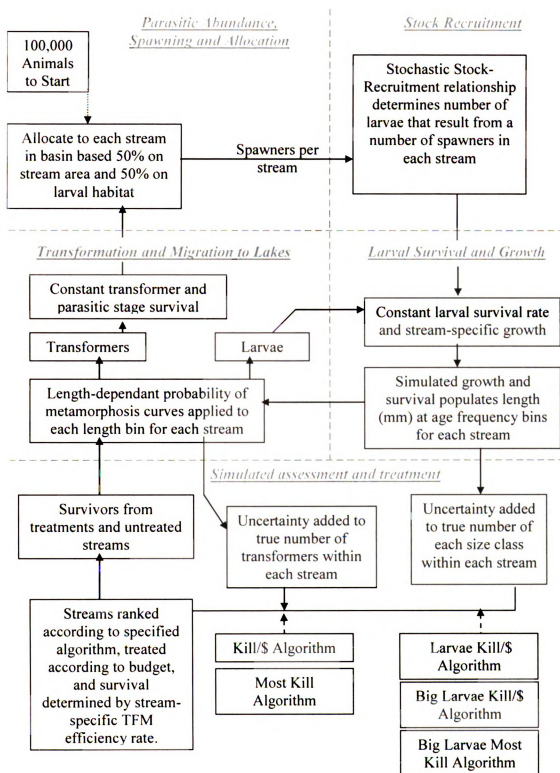 Parasitic Abundance,
Spawning and Allocation
Stock Recruitment
100,000
Animals
to Start
Stochastic Stock-
Recruitment relationship
determines number of
larvae that result from a
number of spawners in
each stream
Allocate to each stream
in basin based 50% on
stream area and 50% on
larval habitat
Spawners per
stream
Transformation and Migration to Lakes
Larval Survival and Growth
Constant transformer and
parasitic stage survival
Constant larval survival rate
and stream-specific growth
Transformers
Larvae
Length-dependant probability of
metamorphosis curves applied to
each length bin for each stream
Simulated growth and
survival populates length
(mm) at age frequency bins
for each stream
Simulated assessment and treatment
Survivors from
treatments and untreated
streams
Uncertainty added to
true number of
transformers within
each stream
Uncertainty added
to true number of
each size class
within each stream
Streams ranked
according to specified
algorithm, treated
according to budget,
and survival
determined by stream-
specific TFM
efficiency rate.
Kill/$ Algorithm
Most Kill
Algorithm
Larvae Kill/$
Algorithm
Big Larvae Kill/$
Algorithm
Big Larvae Most
Kill Algorithm